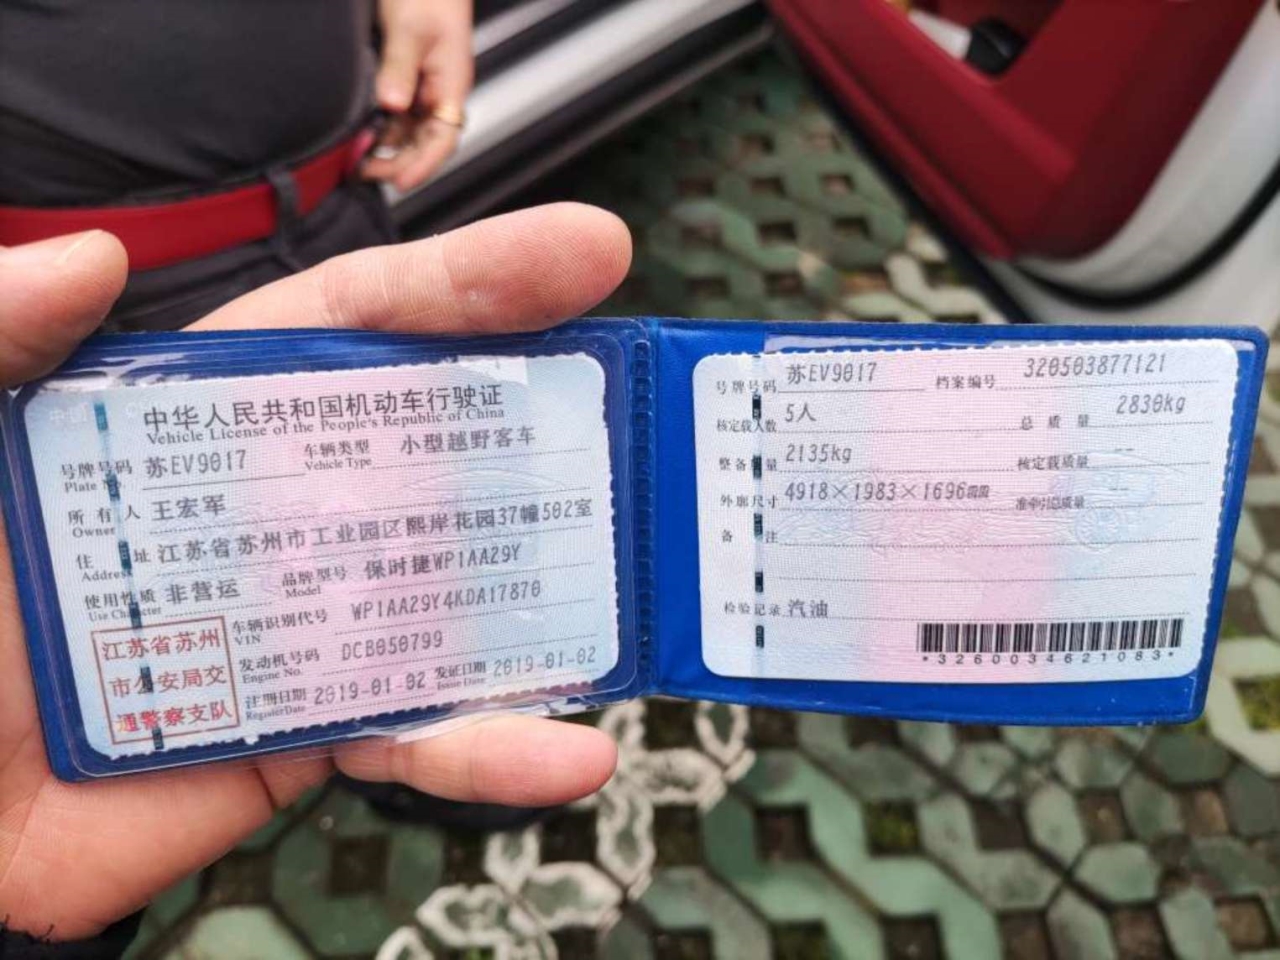 中华人民共和国机动车行驶证
Vehicle License of the People's Republic of China
号牌号码 苏EV9017 车辆类型 小型越野客车
Plate No. Vehicle Type
所有人 王宏军
Owner
住址 江苏省苏州市工业园区熙岸花园37幢502室
Address
使用性质 非营运 品牌型号 保时捷WP1AA29Y
Use Character Model
车辆识别代号 WP1AA29Y4KDA17870
VIN
发动机号码 DCB050799
Engine No.
注册日期 2019-01-02 发证日期 2019-01-02
Register Date Issue Date
江苏省苏州
市公安局交
通警察支队
号牌号码 苏EV9017 档案编号 320503877121
核定载人数 5人 总质量 2830kg
整备质量 2135kg 核定载质量 --
外廓尺寸 4918×1983×1696mm 准牵引总质量 --
备注
检验记录 汽油
*3260034621083*